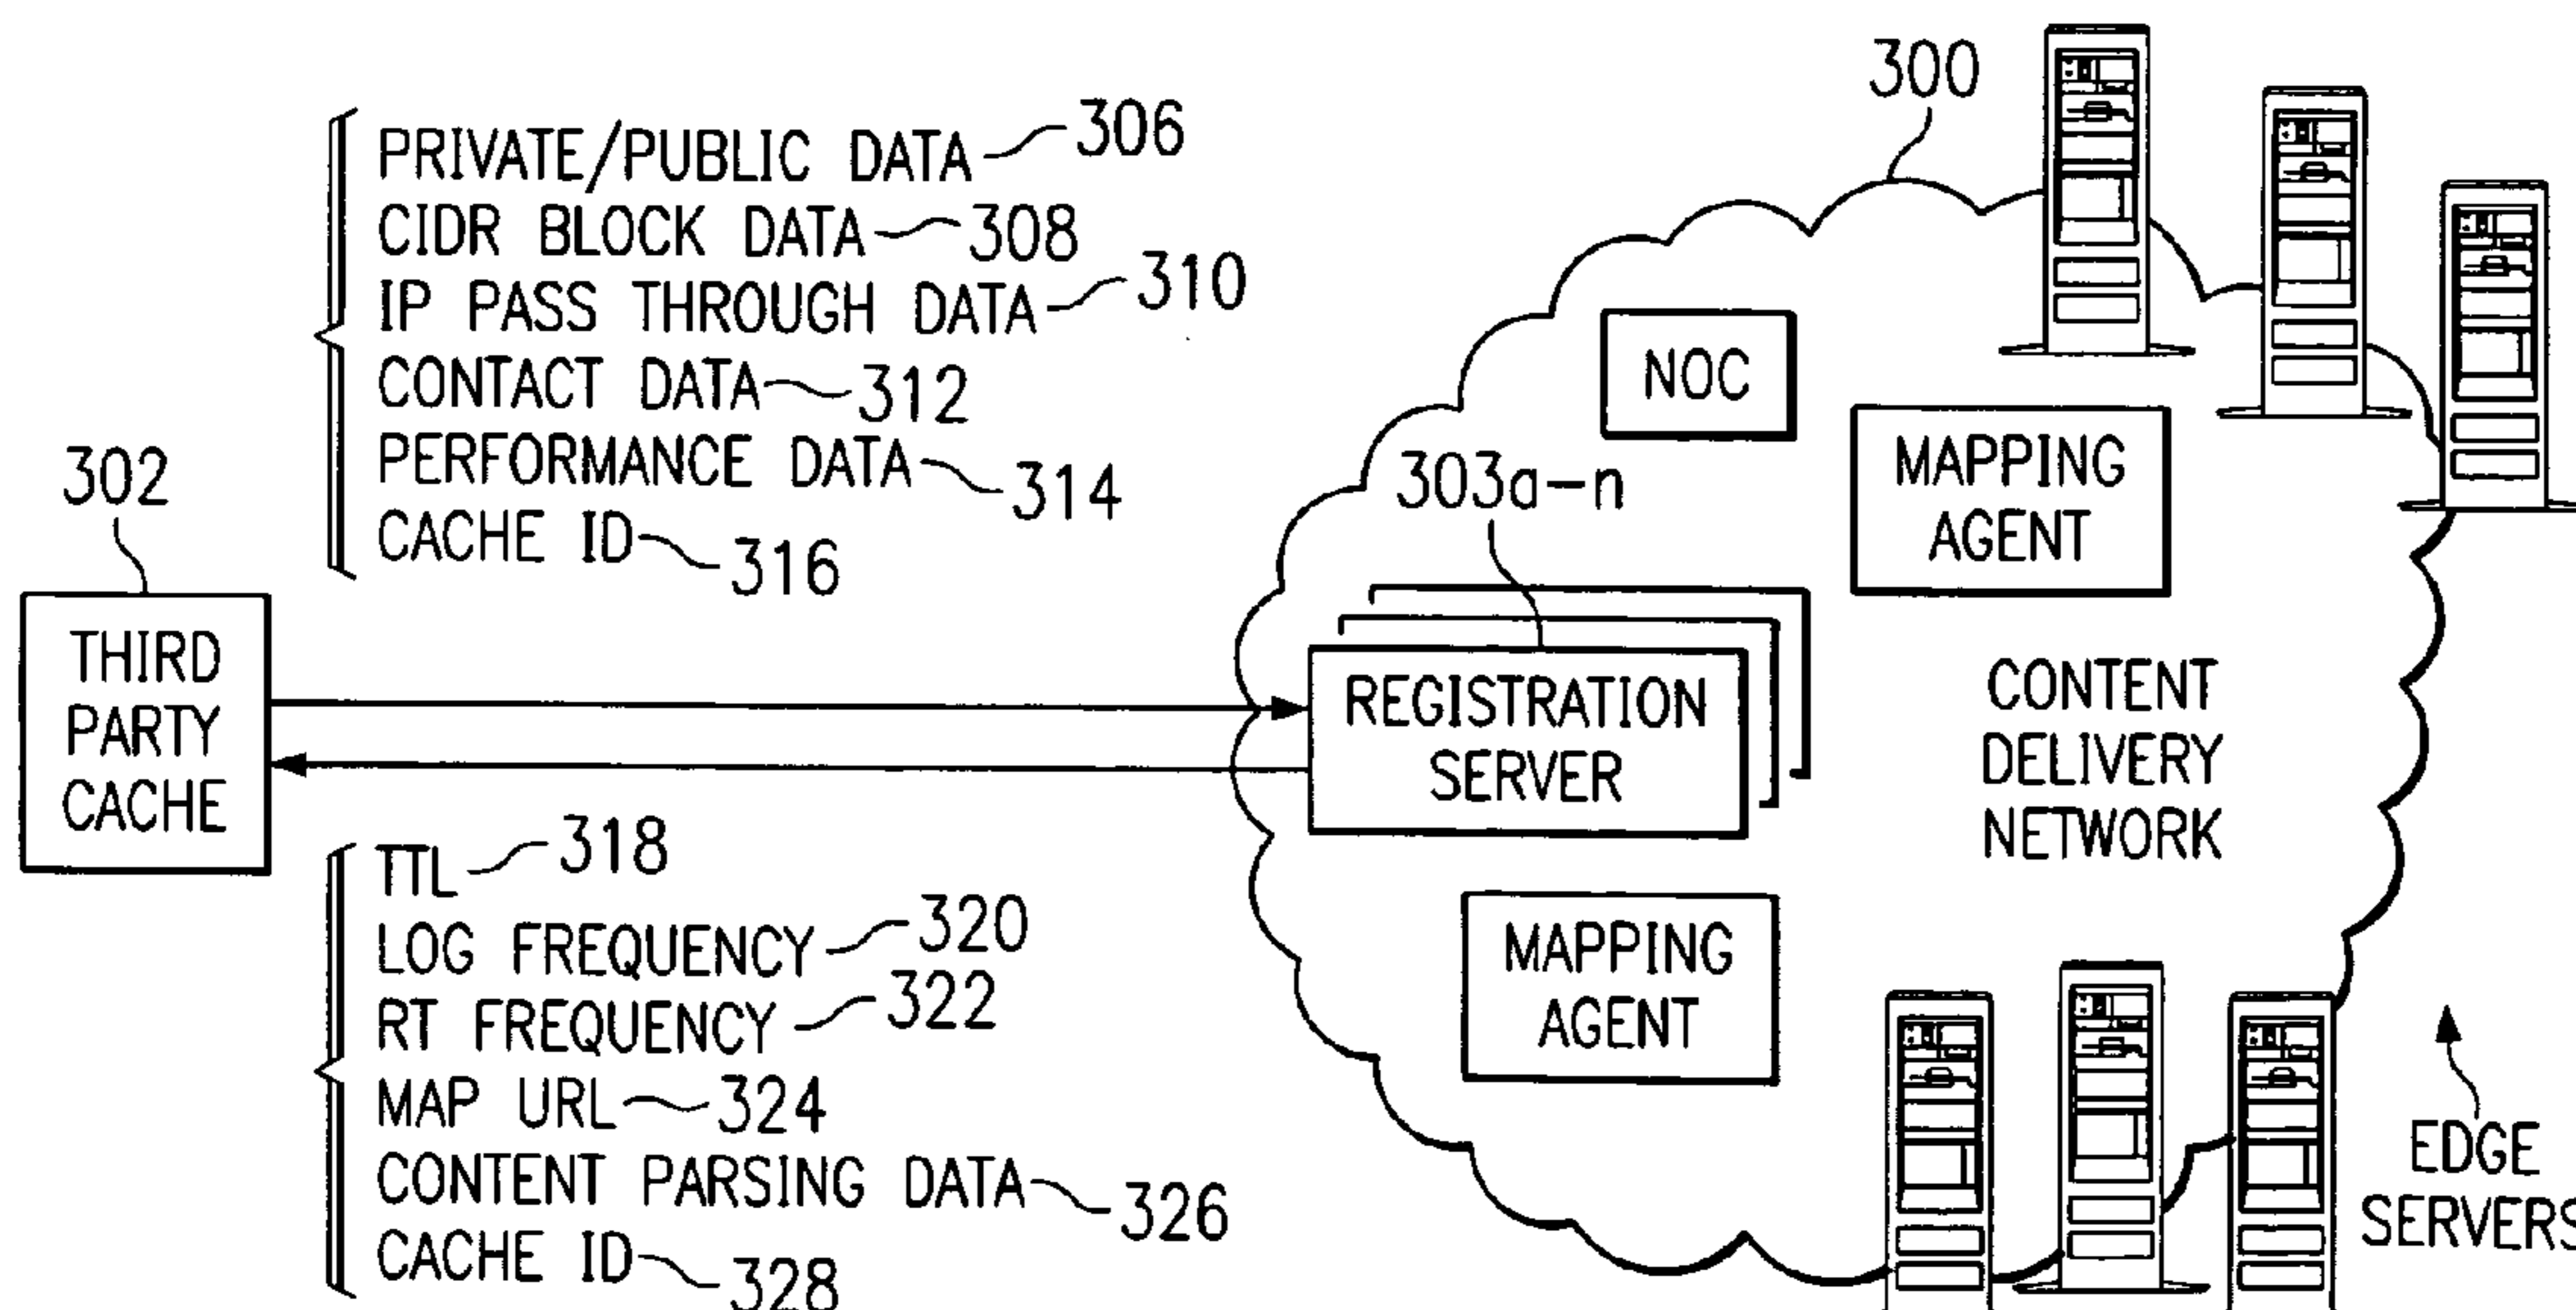 PRIVATE/PUBLIC DATA 306
CIDR BLOCK DATA 308
IP PASS THROUGH DATA 310
CONTACT DATA 312
PERFORMANCE DATA 314
CACHE ID 316
302
THIRD
PARTY
CACHE
TTL 318
LOG FREQUENCY 320
RT FREQUENCY 322
MAP URL 324
CONTENT PARSING DATA 326
CACHE ID 328
300
NOC
MAPPING
AGENT
303a-n
REGISTRATION
SERVER
CONTENT
DELIVERY
NETWORK
MAPPING
AGENT
EDGE
SERVERS